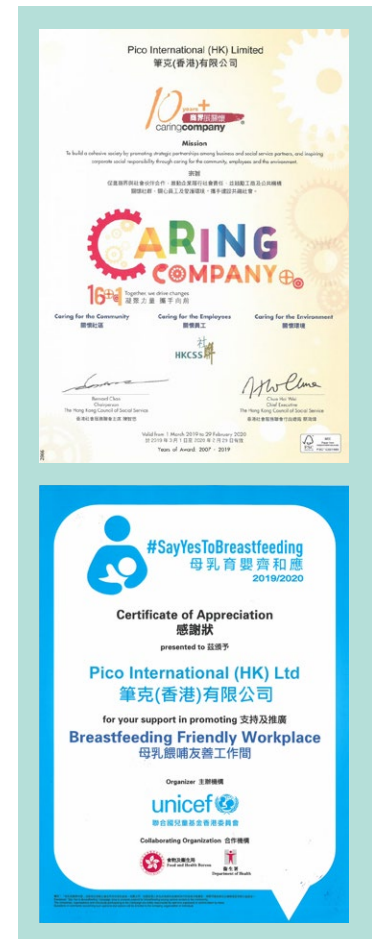 Pico International (HK) Limited
筆克(香港)有限公司
10 years+
商界展關懷
caringcompany
Mission
To build a cohesive society by promoting strategic partnerships among business and social service partners, and inspiring
corporate social responsibility through caring for the community, employees and the environment.
CARING
COMPANY
16+1 Together, we drive changes
凝聚力量 攜手向前
Caring for the Community
Caring for the Employees
Caring for the Environment
關懷社區
關懷員工
關懷環境
HKCSS
Bernard Chan
Chairperson
The Hong Kong Council of Social Service
Chua Hoi Wai
Chief Executive
The Hong Kong Council of Social Service
Valid from 1 March 2019 to 29 February 2020
Years of Award: 2007 - 2019
#SayYesToBreastfeeding
母乳育嬰齊和應
2019/2020
Certificate of Appreciation
感謝狀
presented to 茲頒予
Pico International (HK) Ltd
筆克(香港)有限公司
for your support in promoting 支持及推廣
Breastfeeding Friendly Workplace
母乳餵哺友善工作間
Organizer 主辦機構
unicef
聯合國兒童基金香港委員會
Collaborating Organization 合作機構
食物及衞生局
Food and Health Bureau
衞生署
Department of Health